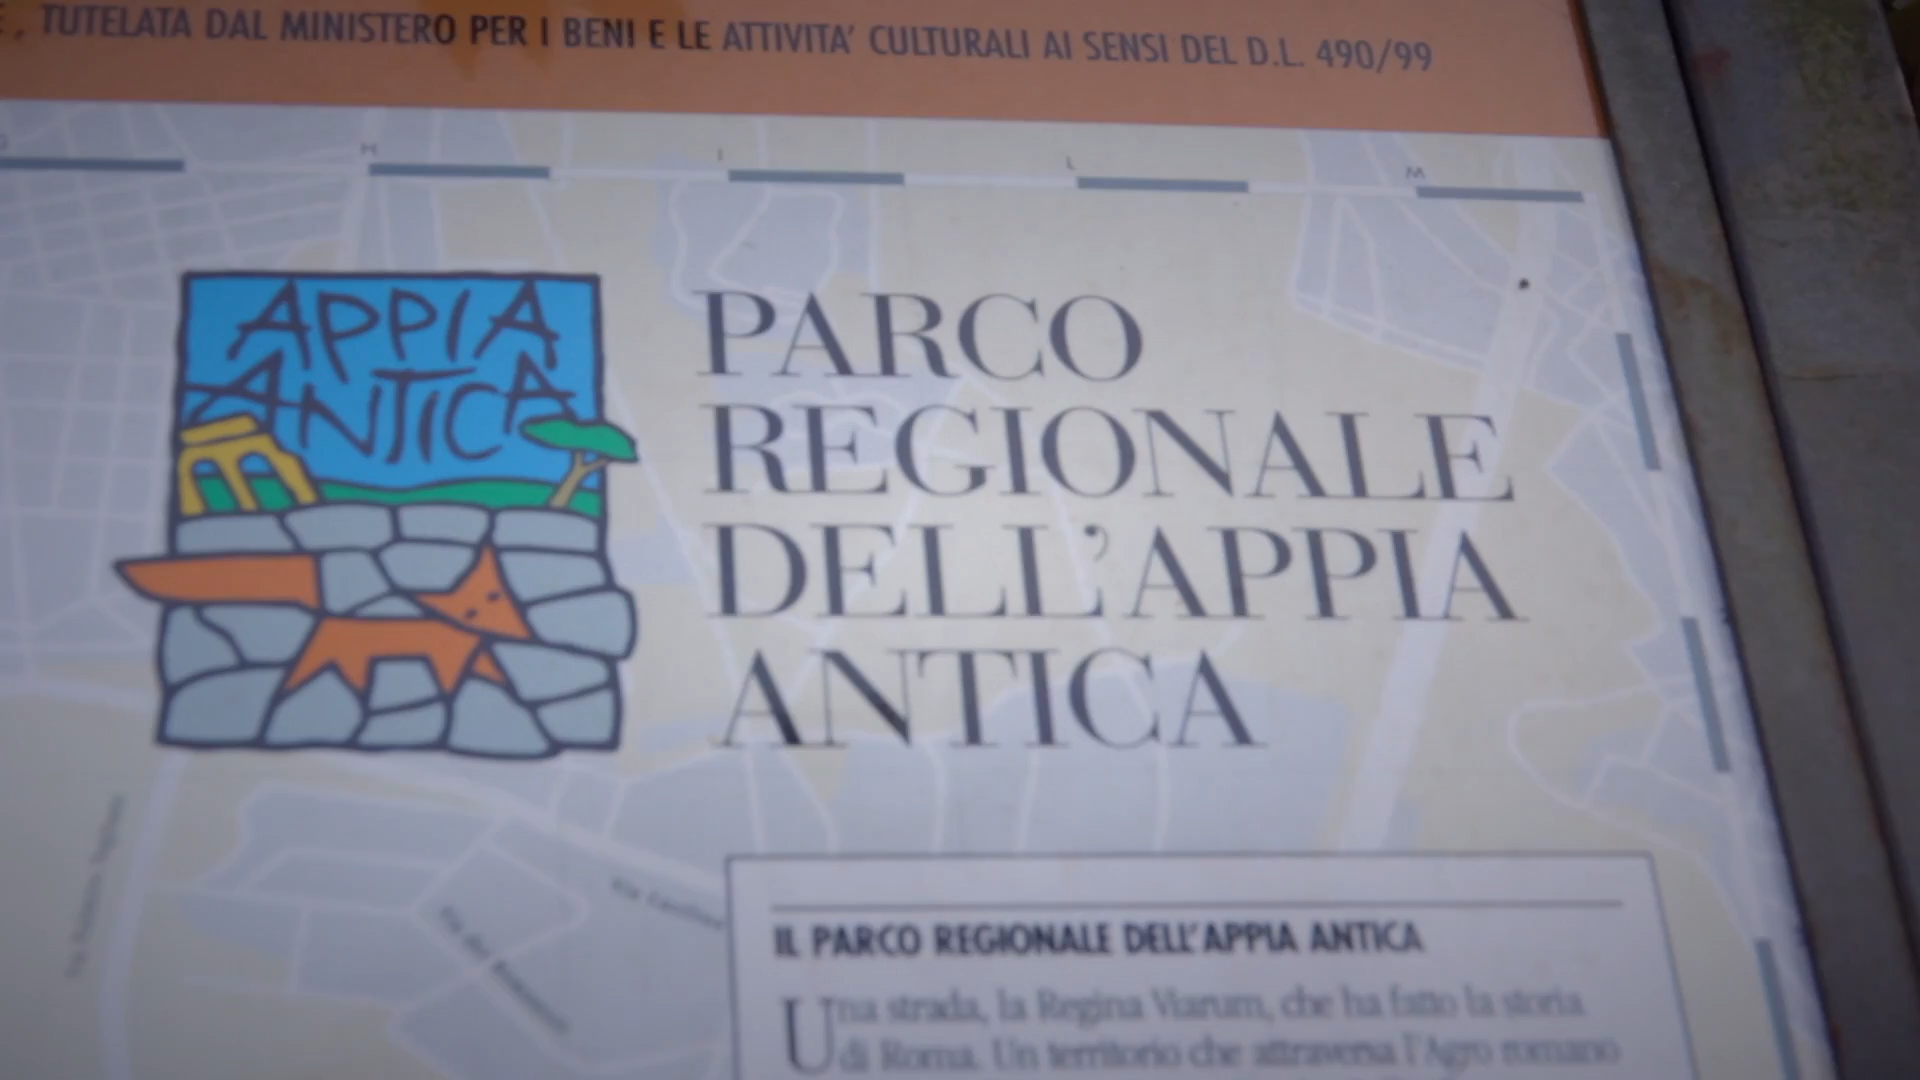 , TUTELATA DAL MINISTERO PER I BENI E LE ATTIVITA' CULTURALI AI SENSI DEL D.L. 490/99
H I L M
APPIA
ANTICA
PARCO
REGIONALE
DELL'APPIA
ANTICA
IL PARCO REGIONALE DELL'APPIA ANTICA
Una strada, la Regina Viarum, che ha fatto la storia
di Roma. Un territorio che attraversa l'Agro romano